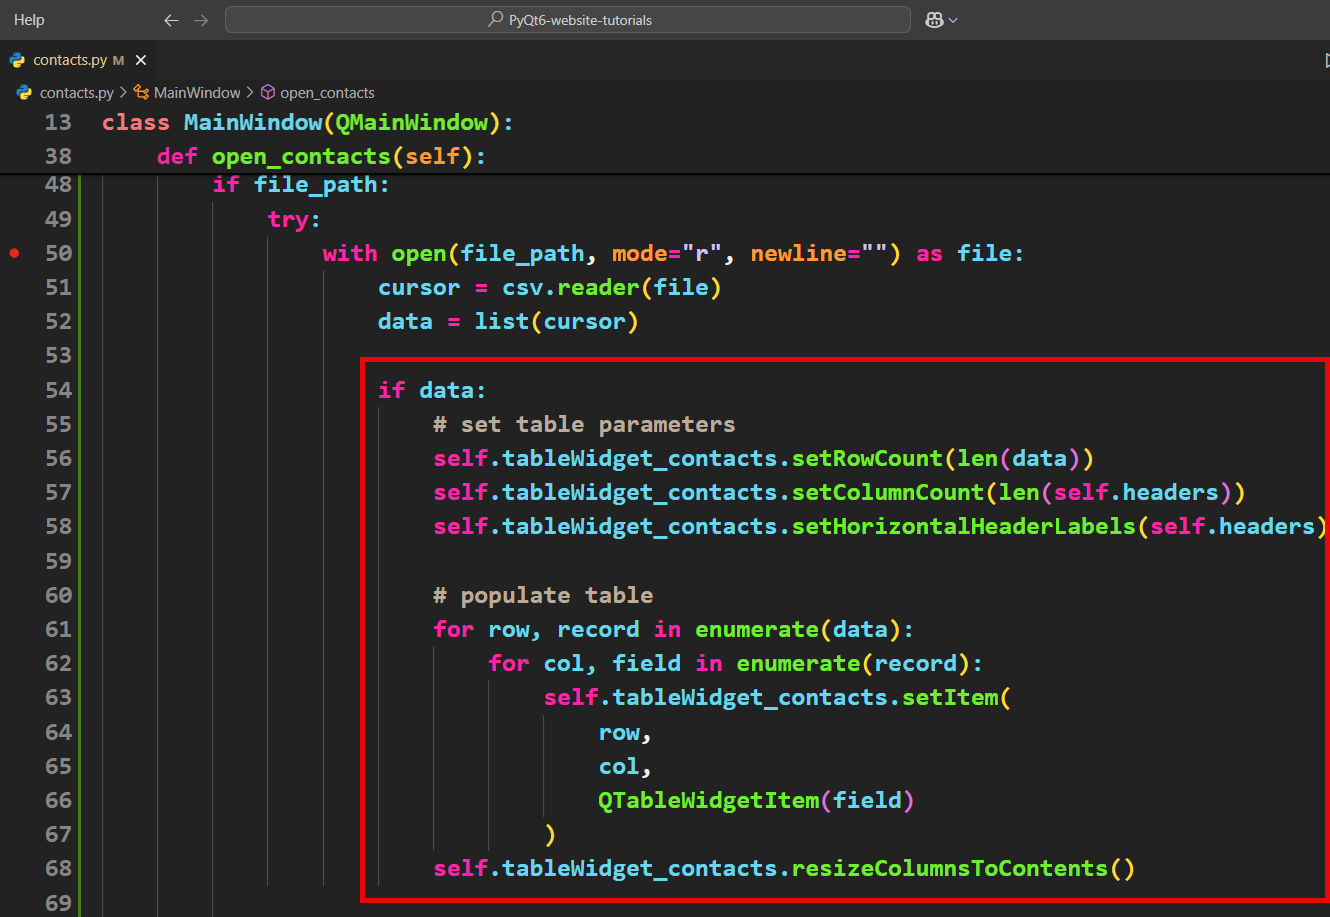 Help
PyQt6-website-tutorials
contacts.py M
contacts.py > MainWindow > open_contacts
13 class MainWindow(QMainWindow):
38 def open_contacts(self):
48 if file_path:
49 try:
50 with open(file_path, mode="r", newline="") as file:
51 cursor = csv.reader(file)
52 data = list(cursor)
53
54 if data:
55 # set table parameters
56 self.tableWidget_contacts.setRowCount(len(data))
57 self.tableWidget_contacts.setColumnCount(len(self.headers))
58 self.tableWidget_contacts.setHorizontalHeaderLabels(self.headers)
59
60 # populate table
61 for row, record in enumerate(data):
62 for col, field in enumerate(record):
63 self.tableWidget_contacts.setItem(
64 row,
65 col,
66 QTableWidgetItem(field)
67 )
68 self.tableWidget_contacts.resizeColumnsToContents()
69